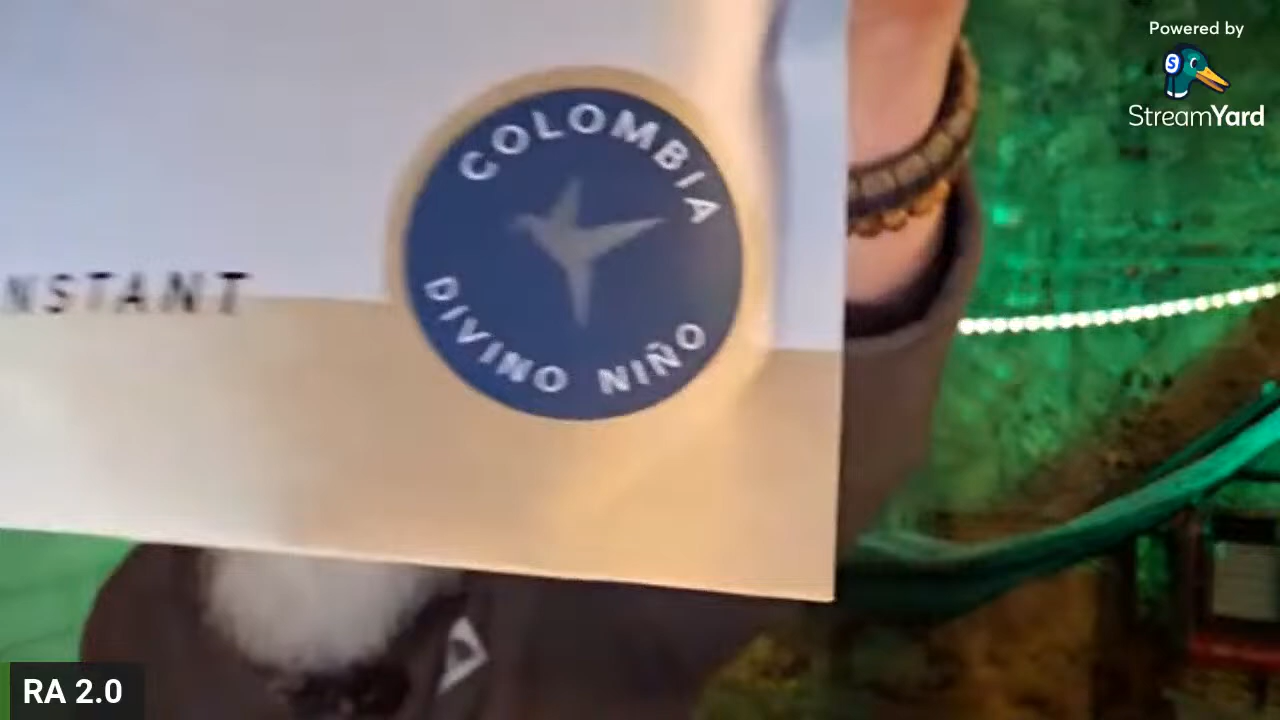 Powered by
StreamYard
COLOMBIA
NSTANT
DIVINO NIÑO
RA 2.0